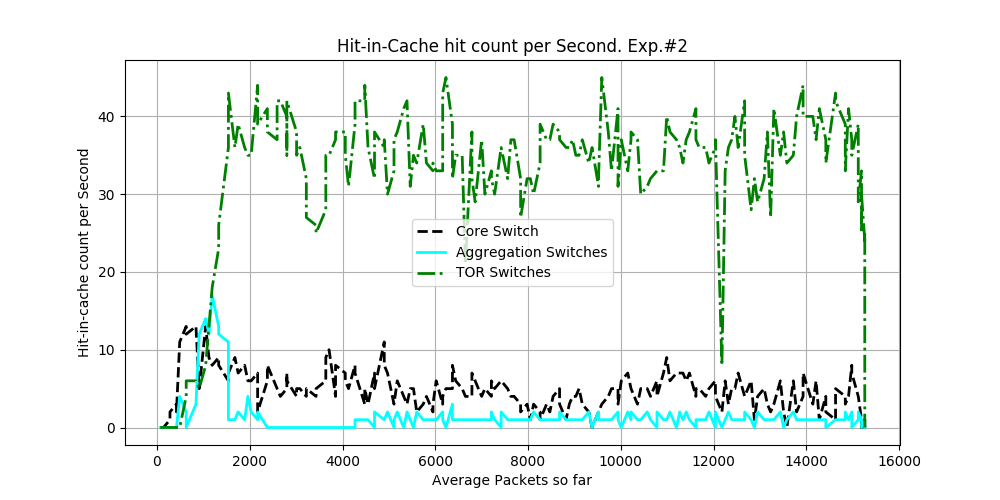 Hit-in-Cache hit count per Second. Exp.#2
Hit-in-cache count per Second
40
30
20
10
0
Core Switch
Aggregation Switches
TOR Switches
0 2000 4000 6000 8000 10000 12000 14000 16000
Average Packets so far